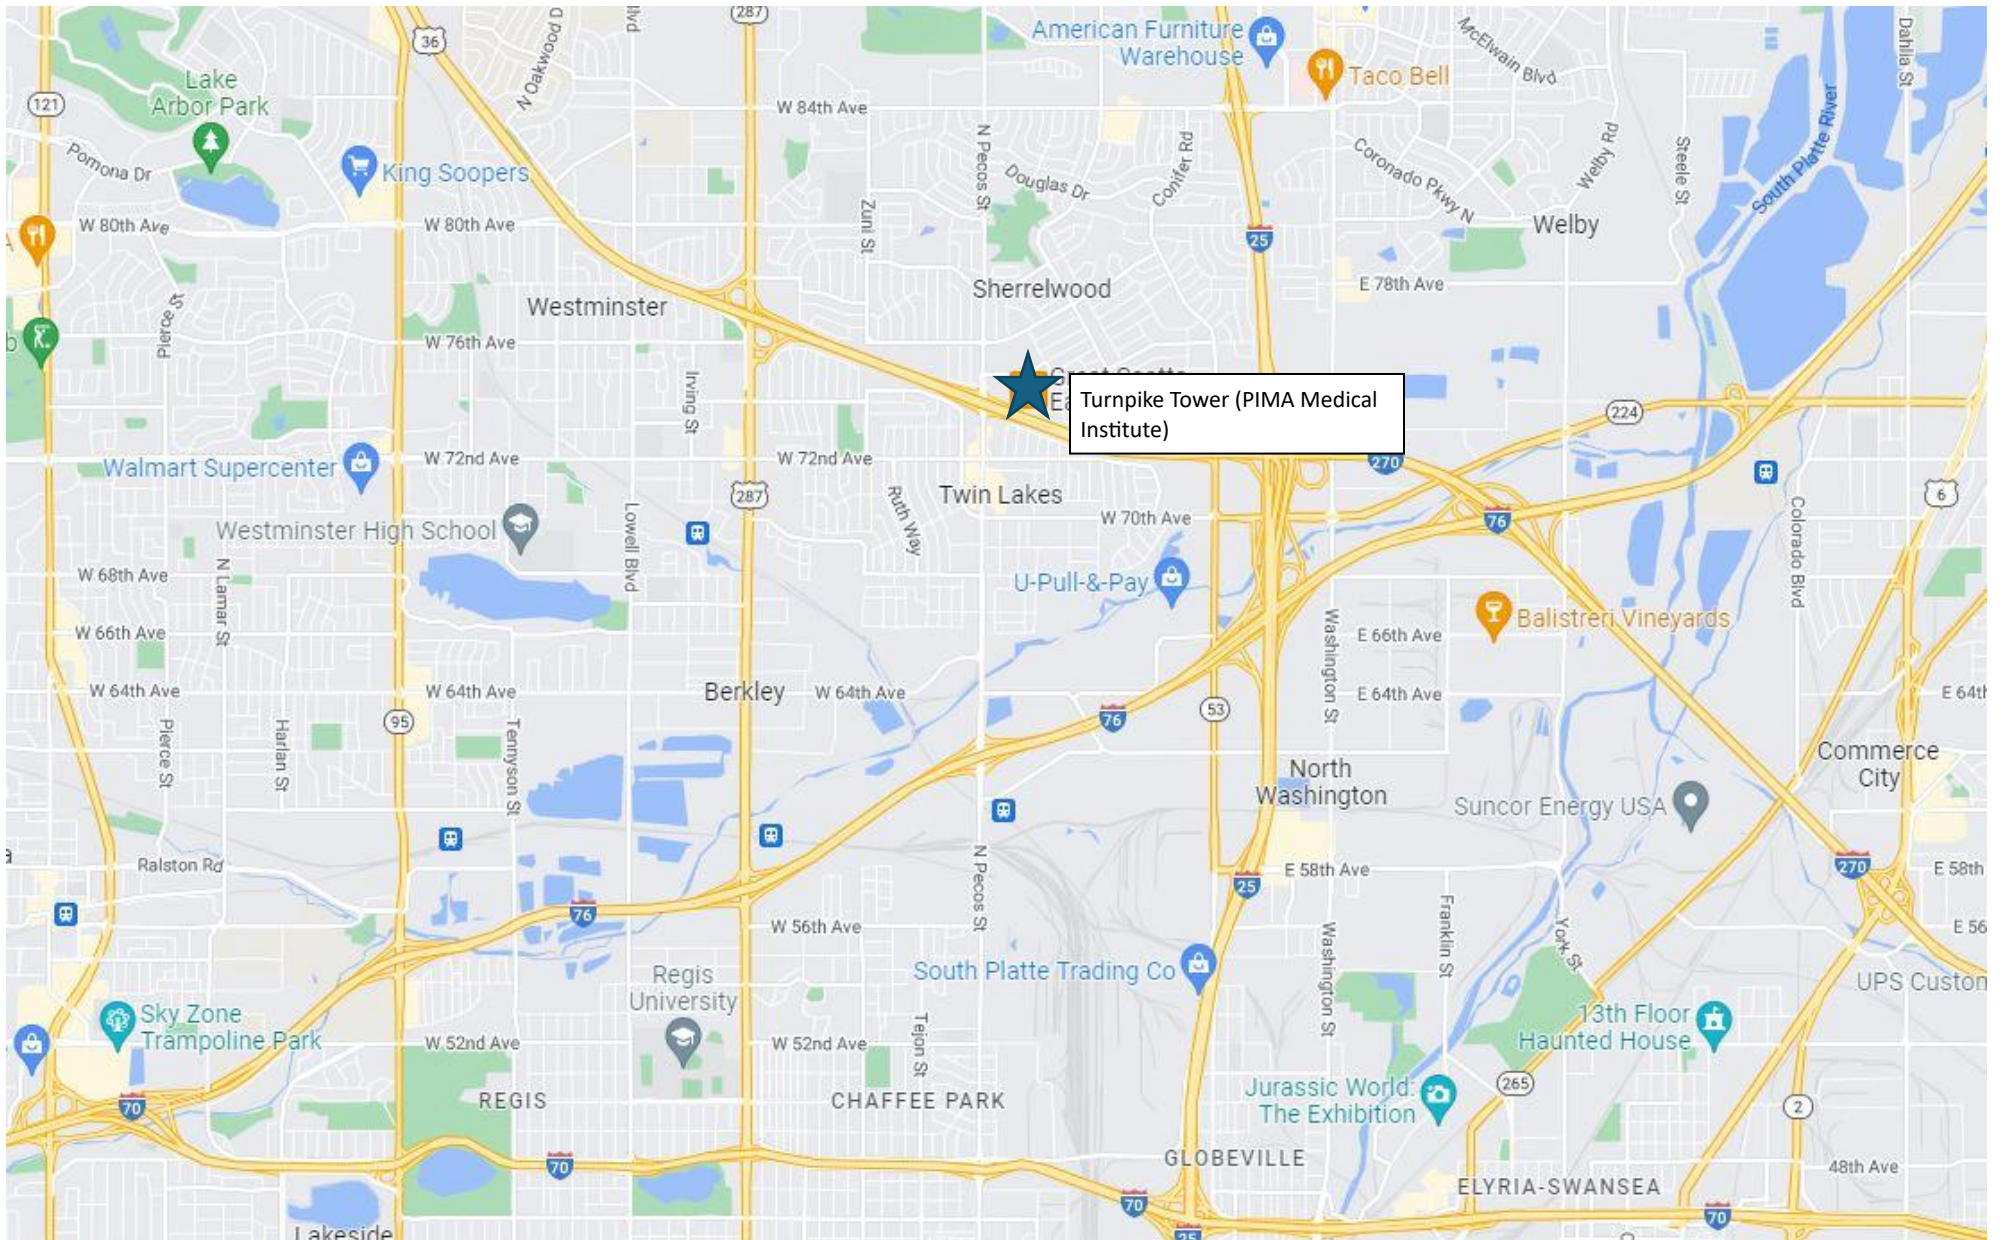 287
36
N Oakwood D
lvd
American Furniture
Warehouse
McElwain Blvd
Dahlia St
Lake
Arbor Park
Taco Bell
121
W 84th Ave
South Platte River
Pomona Dr
King Soopers
N Pecos St
Douglas Dr
Conifer Rd
Coronado Pkwy N
Welby Rd
Steele St
W 80th Ave
W 80th Ave
Zuni St
25
Welby
A
Sherrelwood
E 78th Ave
Westminster
Pierce St
b
W 76th Ave
Great Scotts
Ea
Turnpike Tower (PIMA Medical
Institute)
Irving St
224
Walmart Supercenter
W 72nd Ave
W 72nd Ave
270
287
Twin Lakes
Ruth Way
6
Westminster High School
Lowell Blvd
W 70th Ave
76
Colorado Blvd
W 68th Ave
N Lamar St
U-Pull-&-Pay
Balistreri Vineyards
W 66th Ave
Washington St
E 66th Ave
W 64th Ave
W 64th Ave
Berkley
W 64th Ave
E 64th Ave
E 64th
95
76
53
Pierce St
Harlan St
Tennyson St
North
Washington
Commerce
City
Suncor Energy USA
a
Ralston Rd
N Pecos St
E 58th Ave
270
E 58th
25
76
W 56th Ave
Franklin St
York St
E 56
Washington St
Regis
University
South Platte Trading Co
UPS Custom
Sky Zone
Trampoline Park
W 52nd Ave
W 52nd Ave
Tejon St
13th Floor
Haunted House
70
REGIS
CHAFFEE PARK
Jurassic World:
The Exhibition
265
2
70
GLOBEVILLE
48th Ave
ELYRIA-SWANSEA
70
70
25
Lakeside